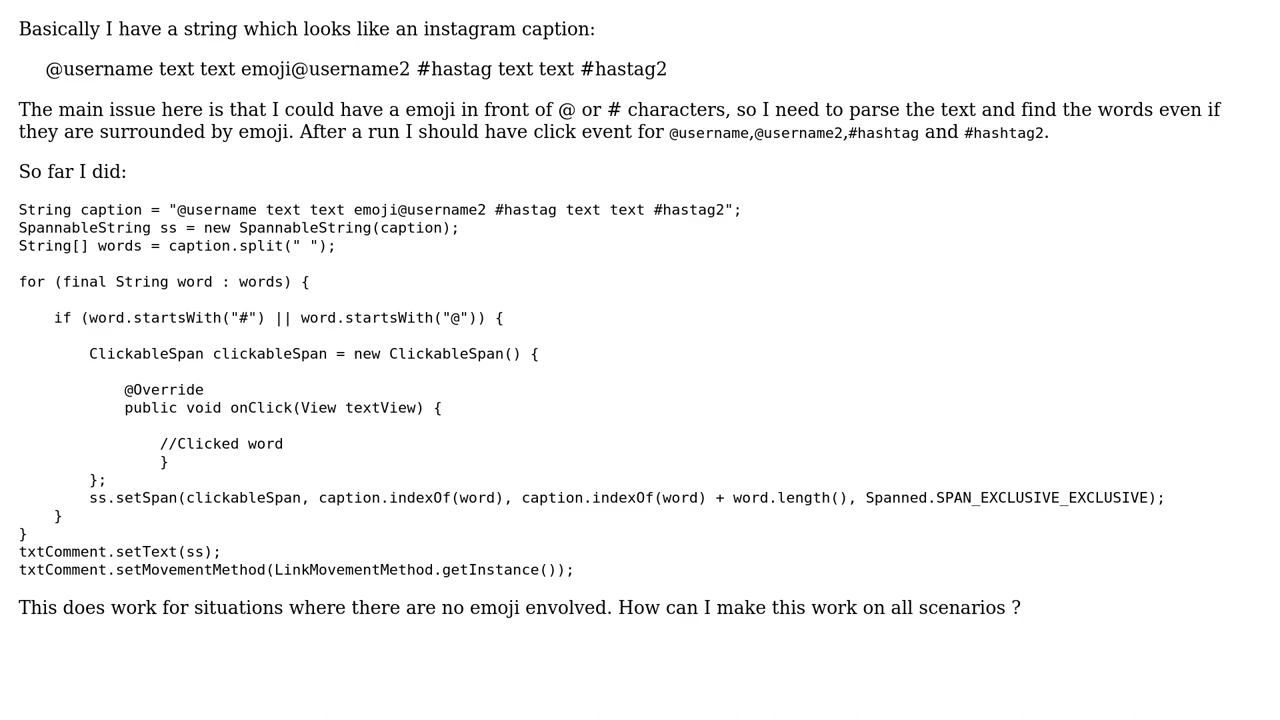 Basically I have a string which looks like an instagram caption:
@username text text emoji@username2 #hastag text text #hastag2
The main issue here is that I could have a emoji in front of @ or # characters, so I need to parse the text and find the words even if
they are surrounded by emoji. After a run I should have click event for @username,@username2,#hashtag and #hashtag2.
So far I did:
String caption = "@username text text emoji@username2 #hastag text text #hastag2";
SpannableString ss = new SpannableString(caption);
String[] words = caption.split(" ");
for (final String word : words) {
if (word.startsWith("#") || word.startsWith("@")) {
ClickableSpan clickableSpan = new ClickableSpan() {
@Override
public void onClick(View textView) {
//Clicked word
}
};
ss.setSpan(clickableSpan, caption.indexOf(word), caption.indexOf(word) + word.length(), Spanned.SPAN_EXCLUSIVE_EXCLUSIVE);
}
}
txtComment.setText(ss);
txtComment.setMovementMethod(LinkMovementMethod.getInstance());
This does work for situations where there are no emoji envolved. How can I make this work on all scenarios ?